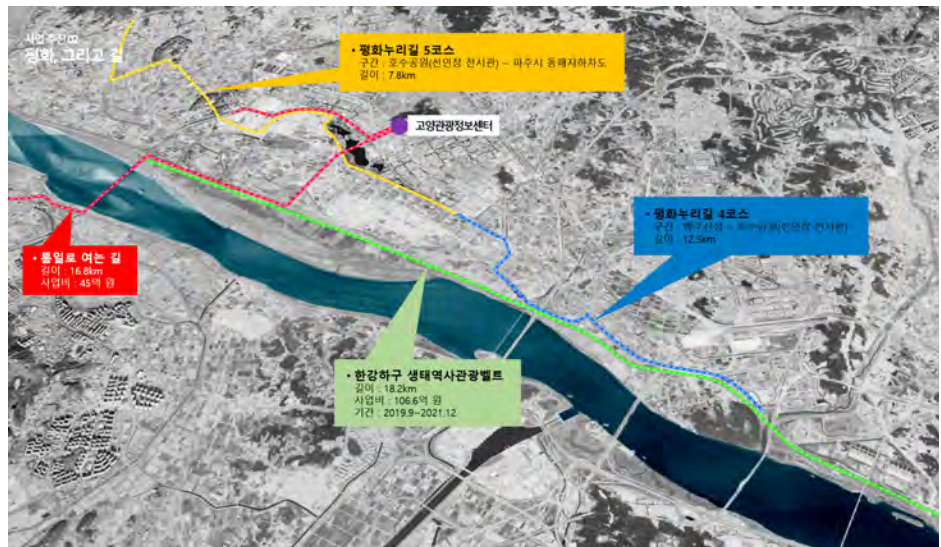 사업 추진 02
평화, 그리고 길
• 평화누리길 5코스
구간 : 호수공원(선인장 전시관) ~ 파주시 동패지하차도
길이 : 7.8km
고양관광정보센터
• 평화누리길 4코스
구간 : 행주산성 ~ (선인장 전시관)
길이 : 12.9km
• 통일로 여는 길
길이 : 16.8km
사업비 : 45억 원
• 한강하구 생태역사관광벨트
길이 : 18.2km
사업비 : 106.6억 원
기간 : 2019.9~2021.12